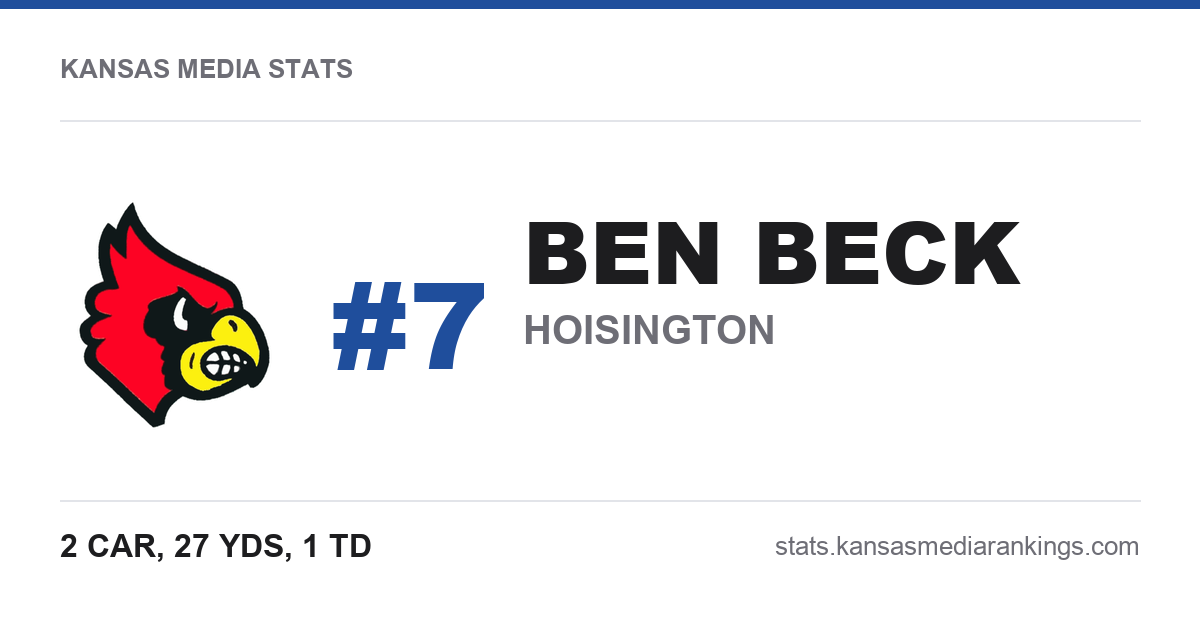 KANSAS MEDIA STATS
#7
BEN BECK
HOISINGTON
2 CAR, 27 YDS, 1 TD
stats.kansasmediarankings.com